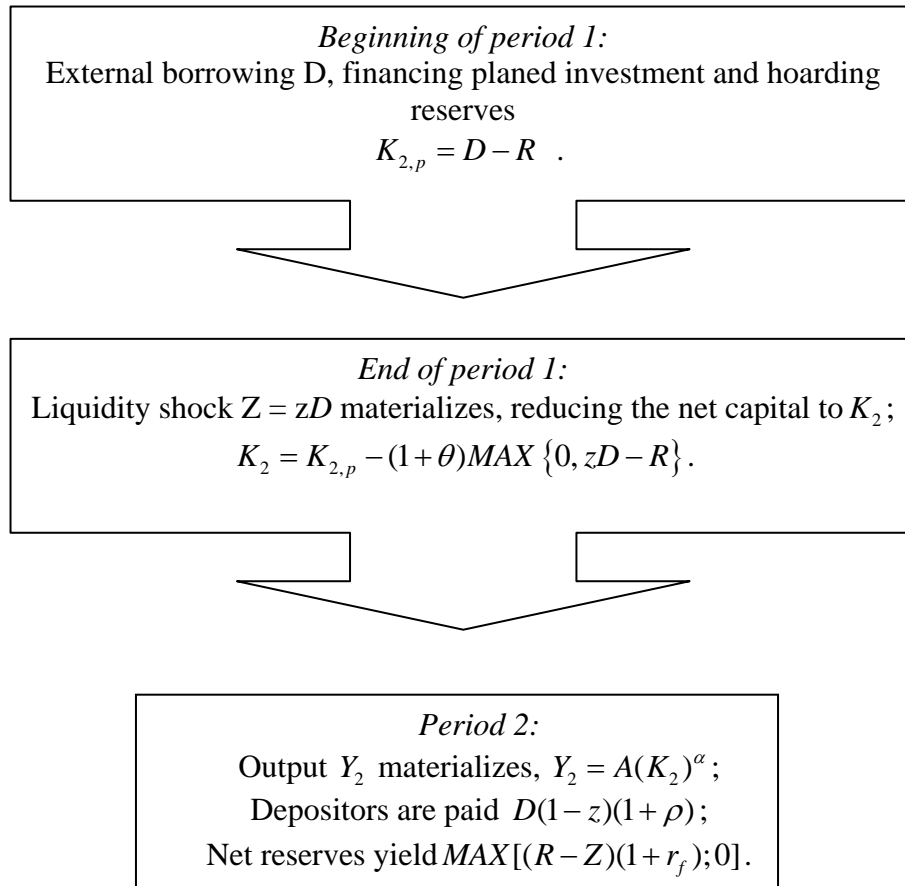 Beginning of period 1:
External borrowing D, financing planed investment and hoarding
reserves
K_{2,p} = D − R .
End of period 1:
Liquidity shock Z = zD materializes, reducing the net capital to K_2;
K_2 = K_{2,p} − (1 + θ)MAX {0, zD − R}.
Period 2:
Output Y_2 materializes, Y_2 = A(K_2)^α;
Depositors are paid D(1 − z)(1 + ρ);
Net reserves yield MAX[(R − Z)(1 + r_f);0].